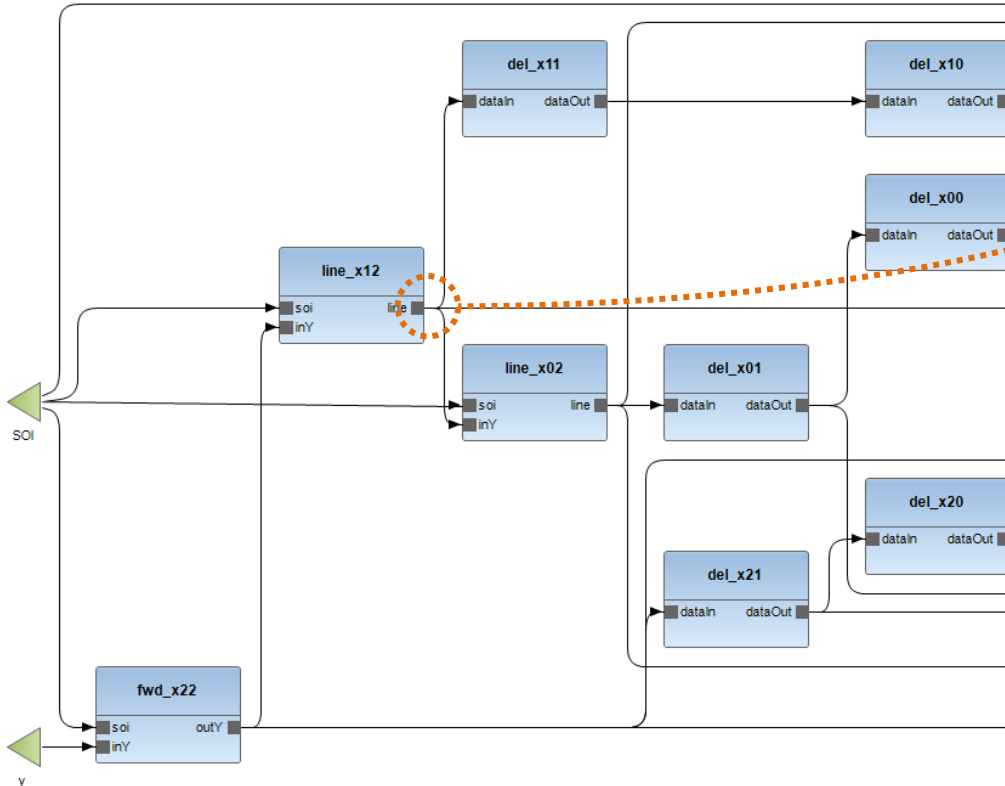 del_x11
dataIn dataOut
del_x10
dataIn dataOut
del_x00
dataIn dataOut
line_x12
soi line
inY
line_x02
soi line
inY
del_x01
dataIn dataOut
SOI
del_x20
dataIn dataOut
del_x21
dataIn dataOut
fwd_x22
soi outY
inY
v